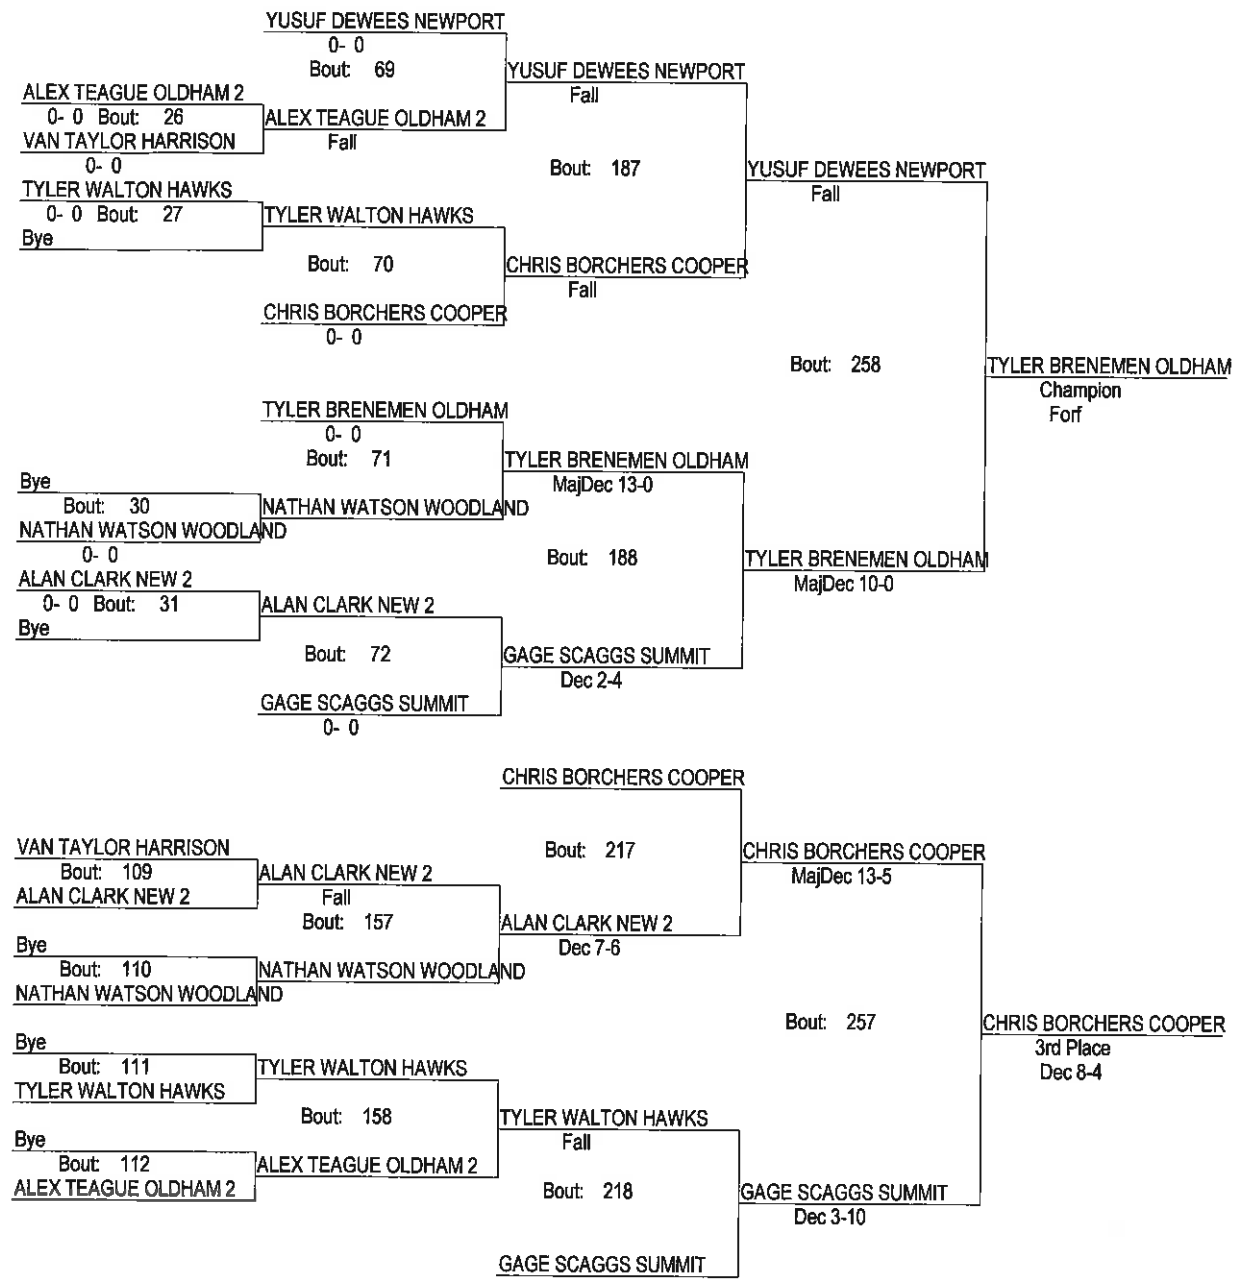 YUSUF DEWEES NEWPORT
0- 0
Bout: 69
YUSUF DEWEES NEWPORT
Fall
ALEX TEAGUE OLDHAM 2
0- 0 Bout: 26
ALEX TEAGUE OLDHAM 2
Fall
VAN TAYLOR HARRISON
0- 0
Bout: 187
YUSUF DEWEES NEWPORT
Fall
TYLER WALTON HAWKS
0- 0 Bout: 27
TYLER WALTON HAWKS
Bye
Bout: 70
CHRIS BORCHERS COOPER
Fall
CHRIS BORCHERS COOPER
0- 0
Bout: 258
TYLER BRENEMEN OLDHAM
Champion
Forf
TYLER BRENEMEN OLDHAM
0- 0
Bout: 71
TYLER BRENEMEN OLDHAM
MajDec 13-0
Bye
Bout: 30
NATHAN WATSON WOODLAND
NATHAN WATSON WOODLAND
0- 0
Bout: 188
TYLER BRENEMEN OLDHAM
MajDec 10-0
ALAN CLARK NEW 2
0- 0 Bout: 31
ALAN CLARK NEW 2
Bye
Bout: 72
GAGE SCAGGS SUMMIT
Dec 2-4
GAGE SCAGGS SUMMIT
0- 0
CHRIS BORCHERS COOPER
VAN TAYLOR HARRISON
Bout: 109
ALAN CLARK NEW 2
ALAN CLARK NEW 2
Fall
Bout: 217
CHRIS BORCHERS COOPER
MajDec 13-5
Bout: 157
ALAN CLARK NEW 2
Dec 7-6
Bye
Bout: 110
NATHAN WATSON WOODLAND
NATHAN WATSON WOODLAND
Bout: 257
CHRIS BORCHERS COOPER
3rd Place
Dec 8-4
Bye
Bout: 111
TYLER WALTON HAWKS
TYLER WALTON HAWKS
Bout: 158
TYLER WALTON HAWKS
Fall
Bye
Bout: 112
ALEX TEAGUE OLDHAM 2
ALEX TEAGUE OLDHAM 2
Bout: 218
GAGE SCAGGS SUMMIT
Dec 3-10
GAGE SCAGGS SUMMIT